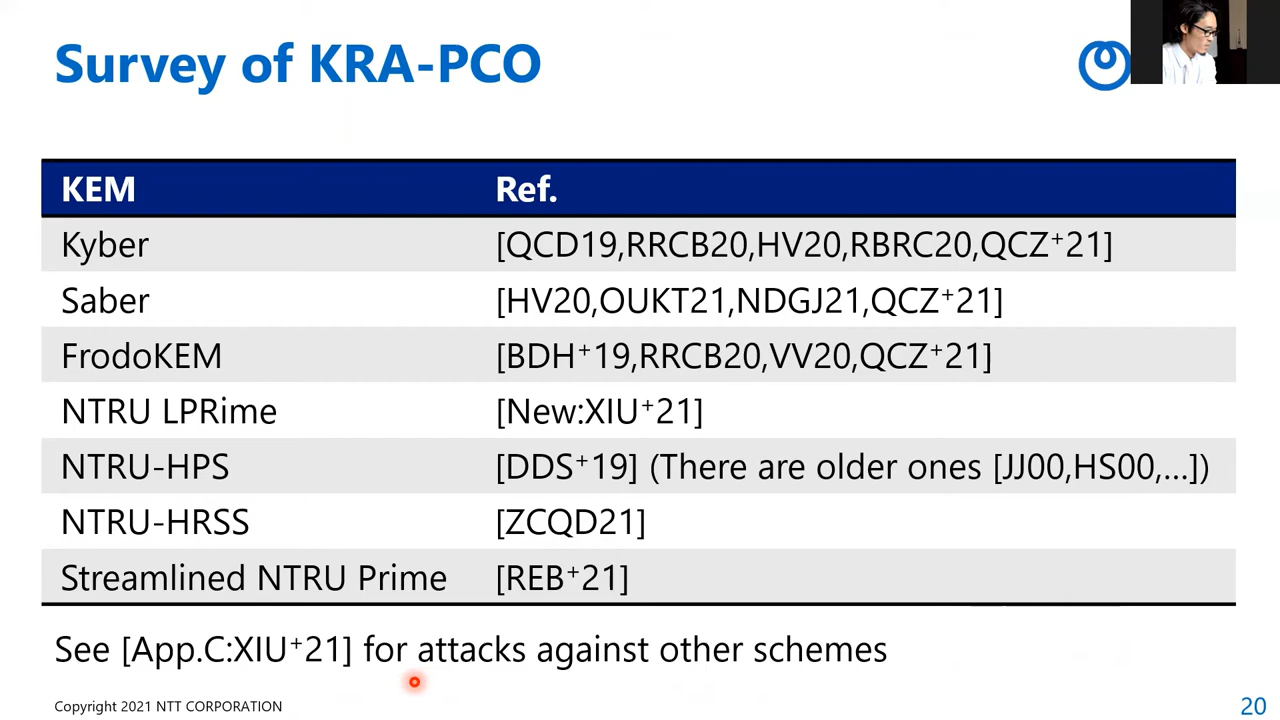 Survey of KRA-PCO
KEM Ref.
Kyber [QCD19,RRCB20,HV20,RBRC20,QCZ⁺21]
Saber [HV20,OUKT21,NDGJ21,QCZ⁺21]
FrodoKEM [BDH⁺19,RRCB20,VV20,QCZ⁺21]
NTRU LPRime [New:XIU⁺21]
NTRU-HPS [DDS⁺19] (There are older ones [JJ00,HS00,...])
NTRU-HRSS [ZCQD21]
Streamlined NTRU Prime [REB⁺21]
See [App.C:XIU⁺21] for attacks against other schemes
Copyright 2021 NTT CORPORATION
20